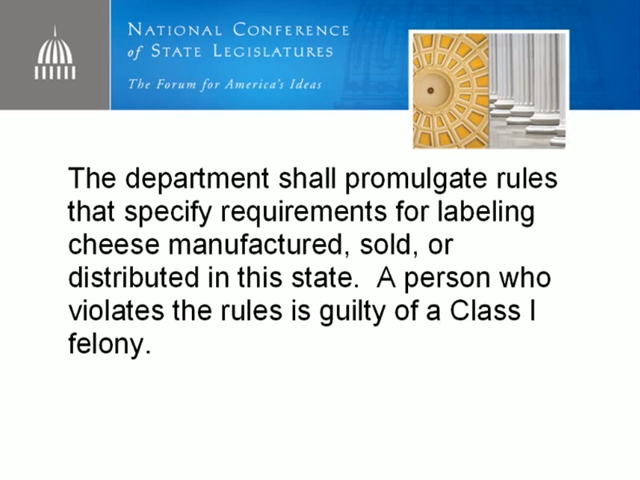 NATIONAL CONFERENCE
of STATE LEGISLATURES
The Forum for America's Ideas
The department shall promulgate rules
that specify requirements for labeling
cheese manufactured, sold, or
distributed in this state.  A person who
violates the rules is guilty of a Class I
felony.